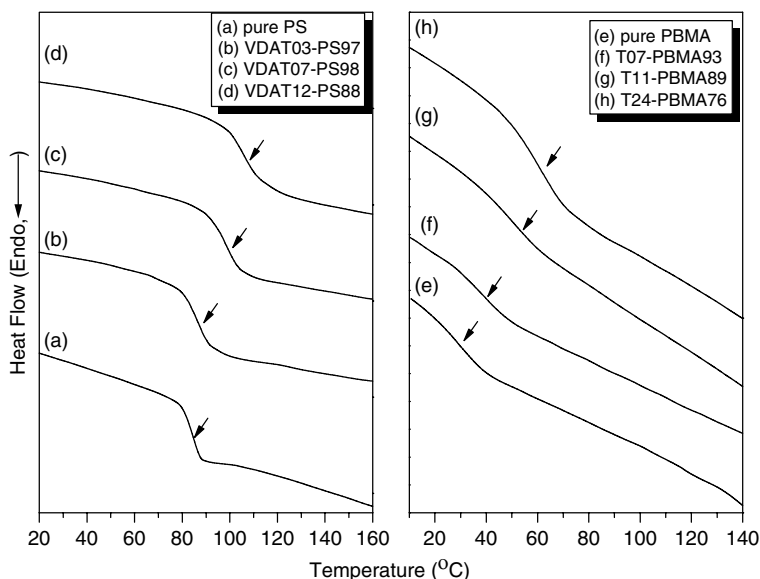 (a) pure PS
(b) VDAT03-PS97
(c) VDAT07-PS98
(d) VDAT12-PS88
(d)
(c)
(b)
(a)
Heat Flow (Endo, )
20 40 60 80 100 120 140 160
(e) pure PBMA
(f) T07-PBMA93
(g) T11-PBMA89
(h) T24-PBMA76
(h)
(g)
(f)
(e)
20 40 60 80 100 120 140
Temperature (°C)